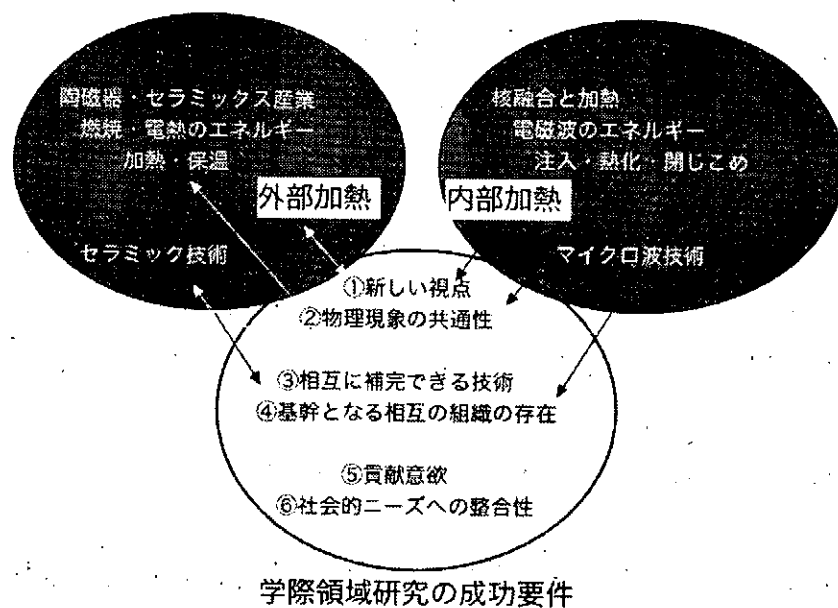 陶磁器・セラミックス産業
燃焼・電熱のエネルギー
加熱・保温
外部加熱
セラミック技術
核融合と加熱
電磁波のエネルギー
注入・熱化・閉じこめ
内部加熱
マイクロ波技術
①新しい視点
②物理現象の共通性
③相互に補完できる技術
④基幹となる相互の組織の存在
⑤貢献意欲
⑥社会的ニーズへの整合性
学際領域研究の成功要件